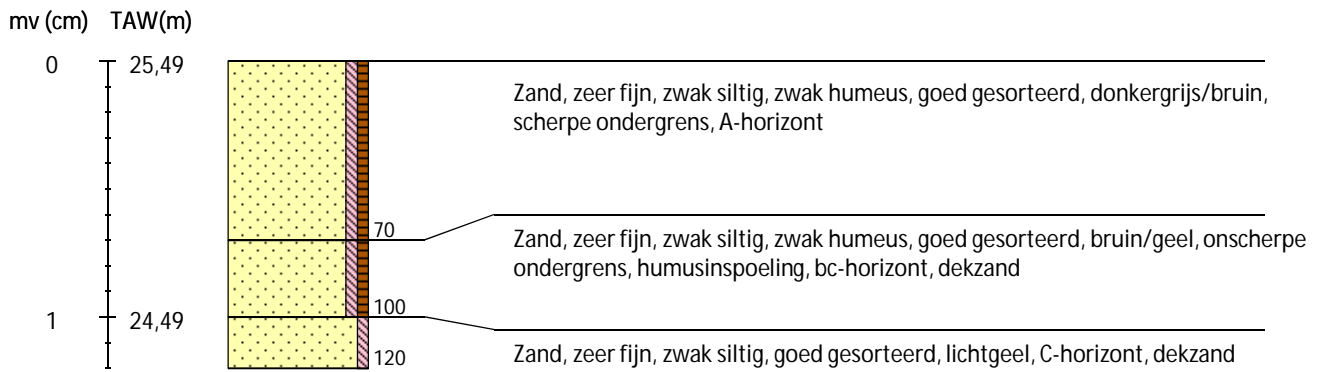 mv (cm) TAW(m)
0 25,49
Zand, zeer fijn, zwak siltig, zwak humeus, goed gesorteerd, donkergrijs/bruin,
scherpe ondergrens, A-horizont
70
Zand, zeer fijn, zwak siltig, zwak humeus, goed gesorteerd, bruin/geel, onscherpe
ondergrens, humusinspoeling, bc-horizont, dekzand
100
1 24,49
120
Zand, zeer fijn, zwak siltig, goed gesorteerd, lichtgeel, C-horizont, dekzand